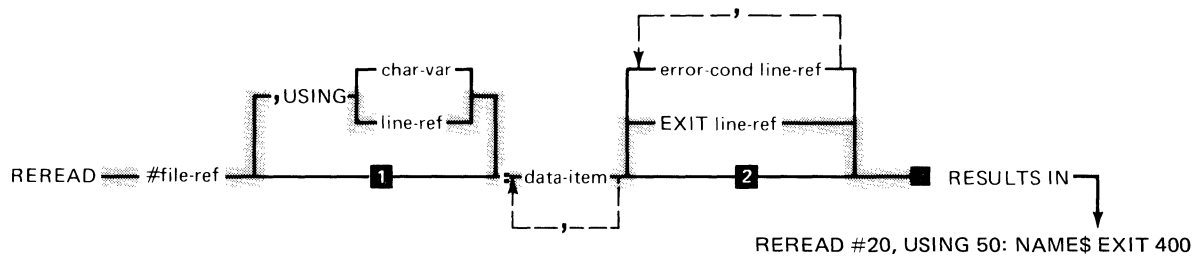 ,
char-var
error-cond line-ref
,USING
line-ref
EXIT line-ref
REREAD #file-ref 1 : data-item 2 RESULTS IN
,
REREAD #20, USING 50: NAME$ EXIT 400